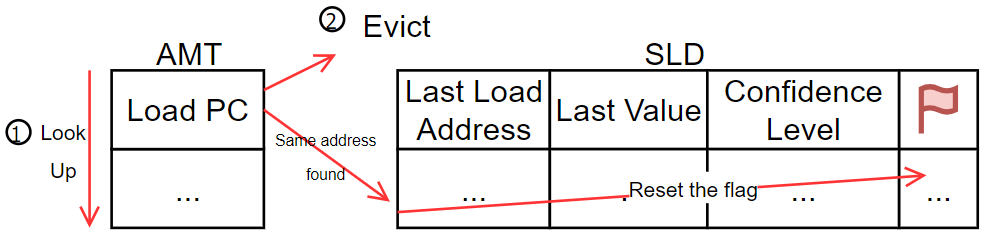 ② Evict
AMT
SLD
① Look
Up
Load PC
Same address
found
...
Last Load
Address
Last Value
Confidence
Level
...
.
Reset the flag
...
...